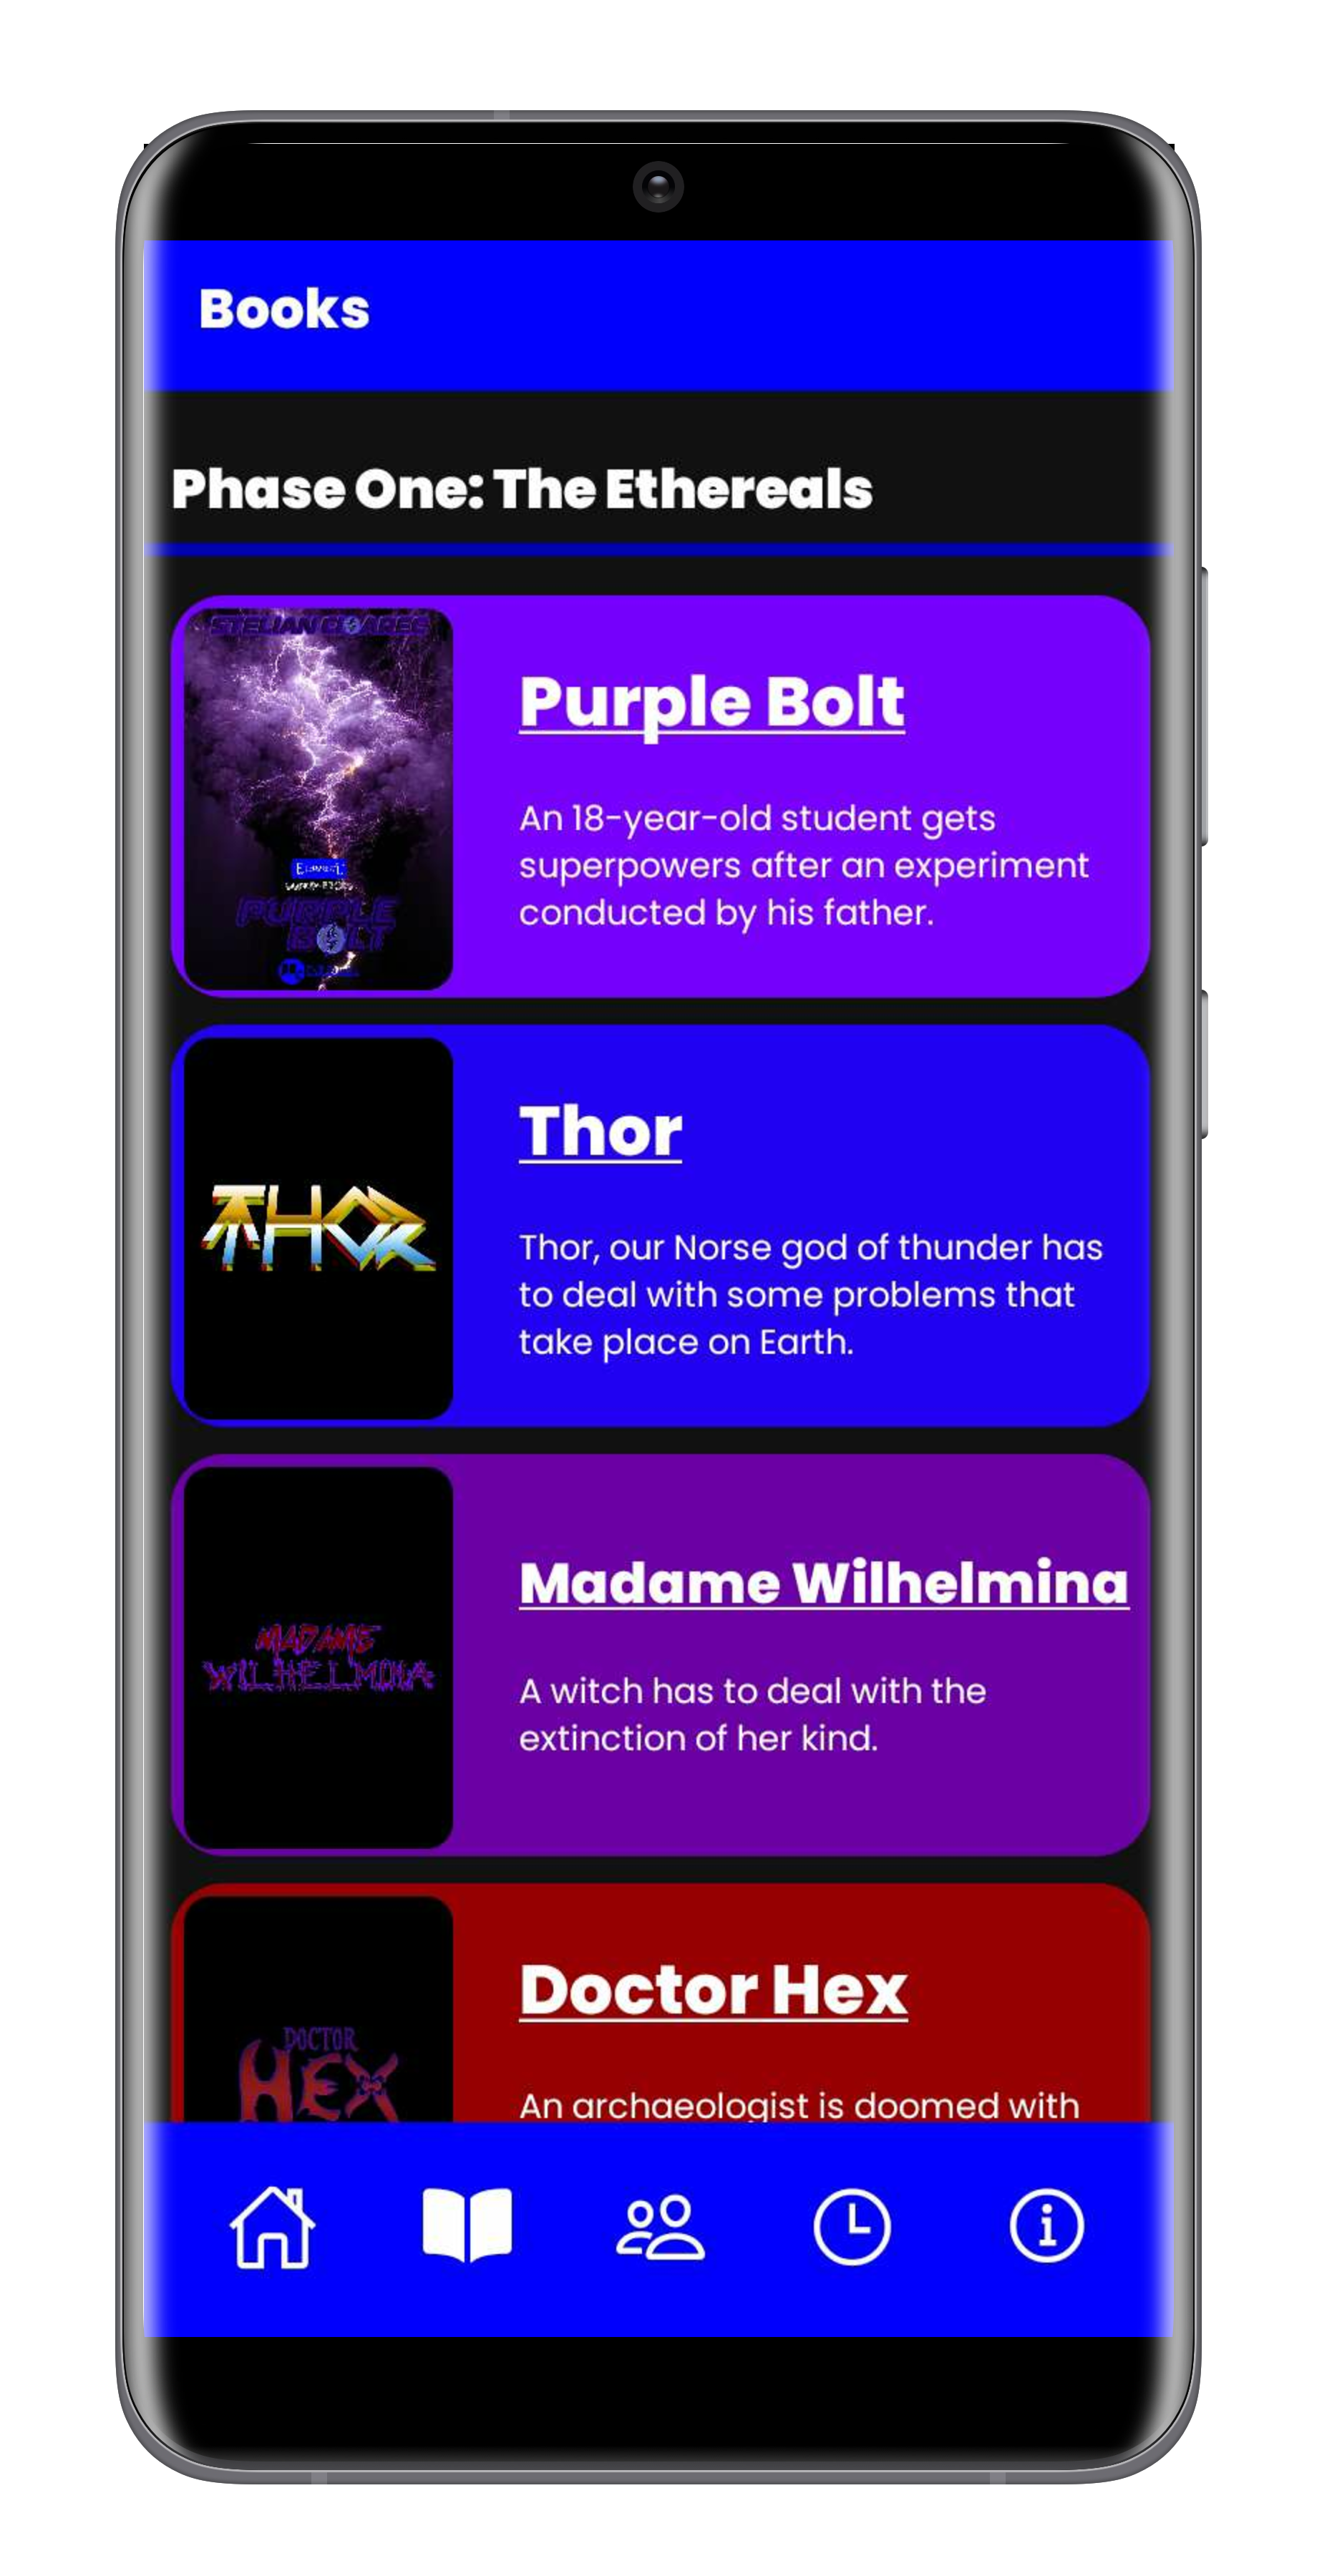 Books
Phase One: The Ethereals
STELIAN CIOAREC
PURPLE
BOLT
Purple Bolt
An 18-year-old student gets
superpowers after an experiment
conducted by his father.
THOR
Thor
Thor, our Norse god of thunder has
to deal with some problems that
take place on Earth.
MADAME
WILHELMINA
Madame Wilhelmina
A witch has to deal with the
extinction of her kind.
DOCTOR
HEX
Doctor Hex
An archaeologist is doomed with